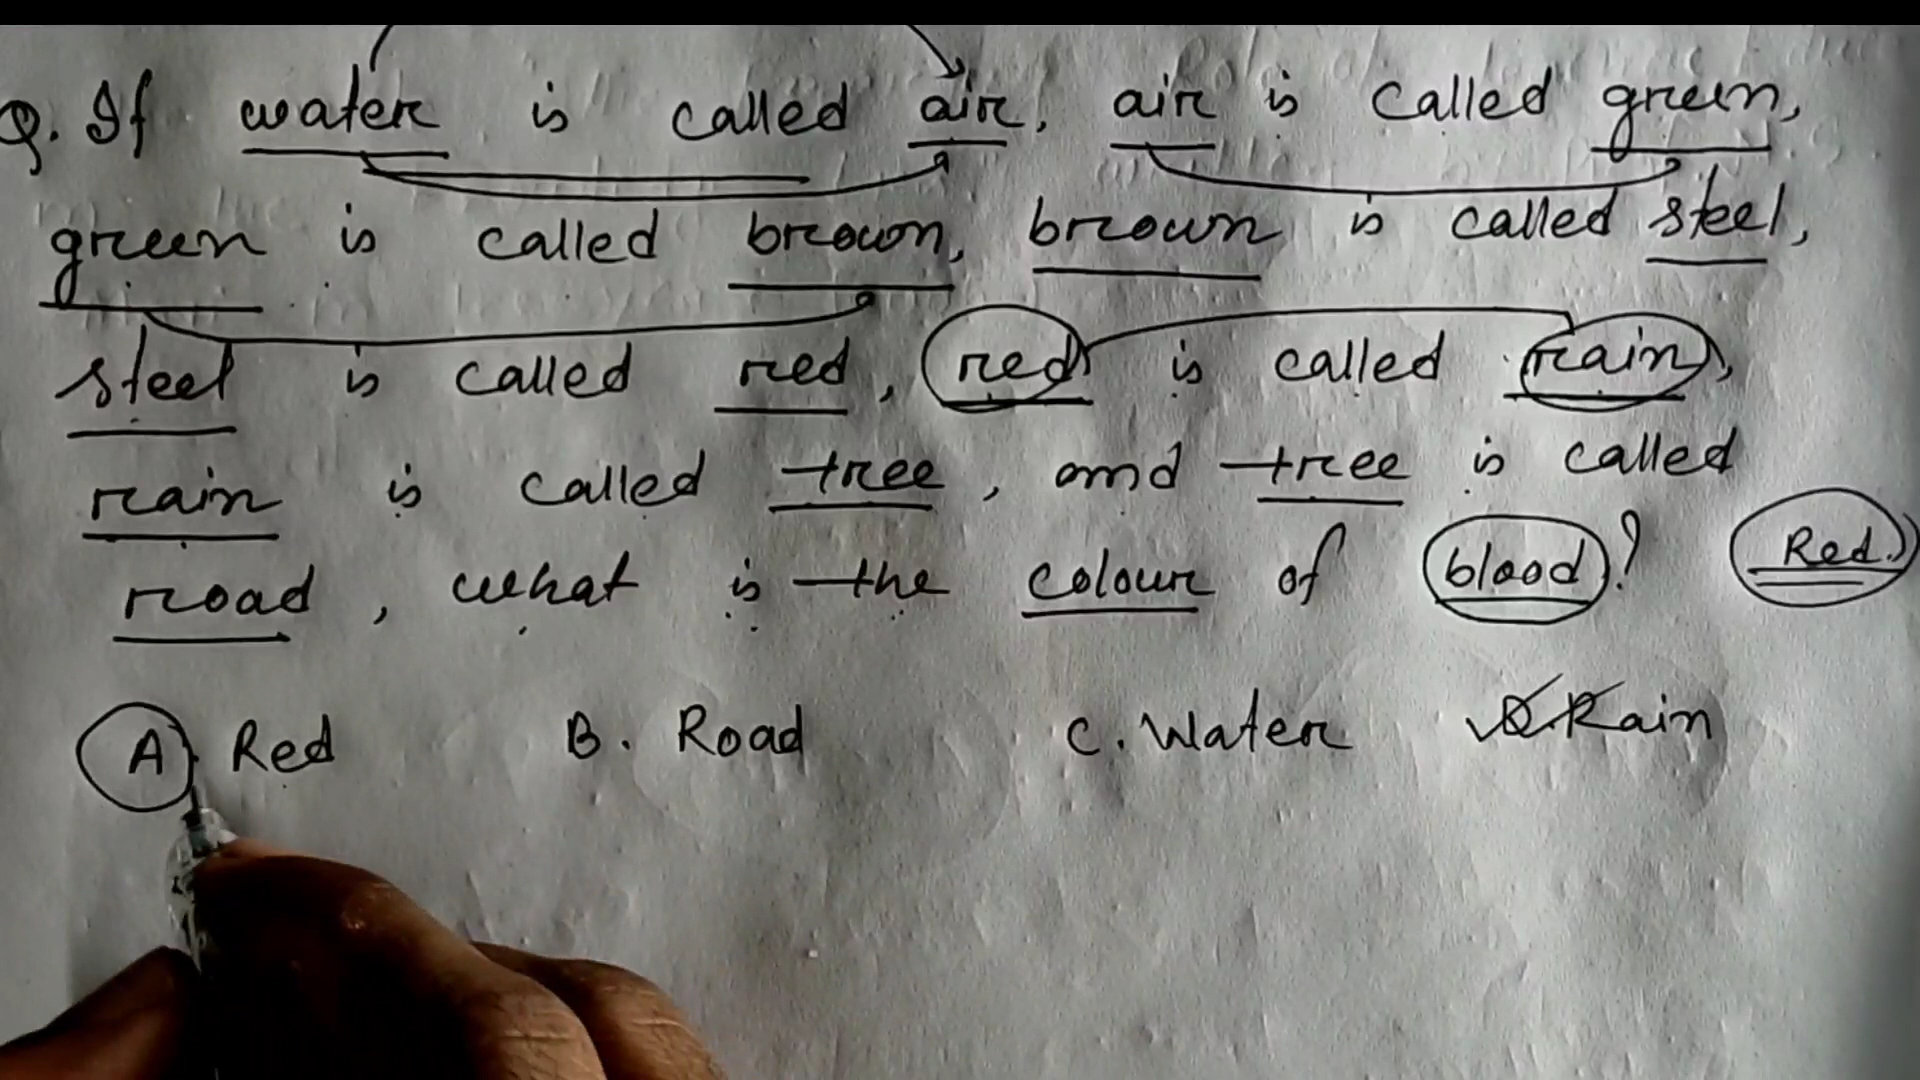 Q. If water is called air, air is called green,
green is called brown, brown is called steel,
steel is called red, red is called rain,
rain is called tree, and tree is called
road, what is the colour of blood? Red.
A. Red B. Road C. Water D. Rain